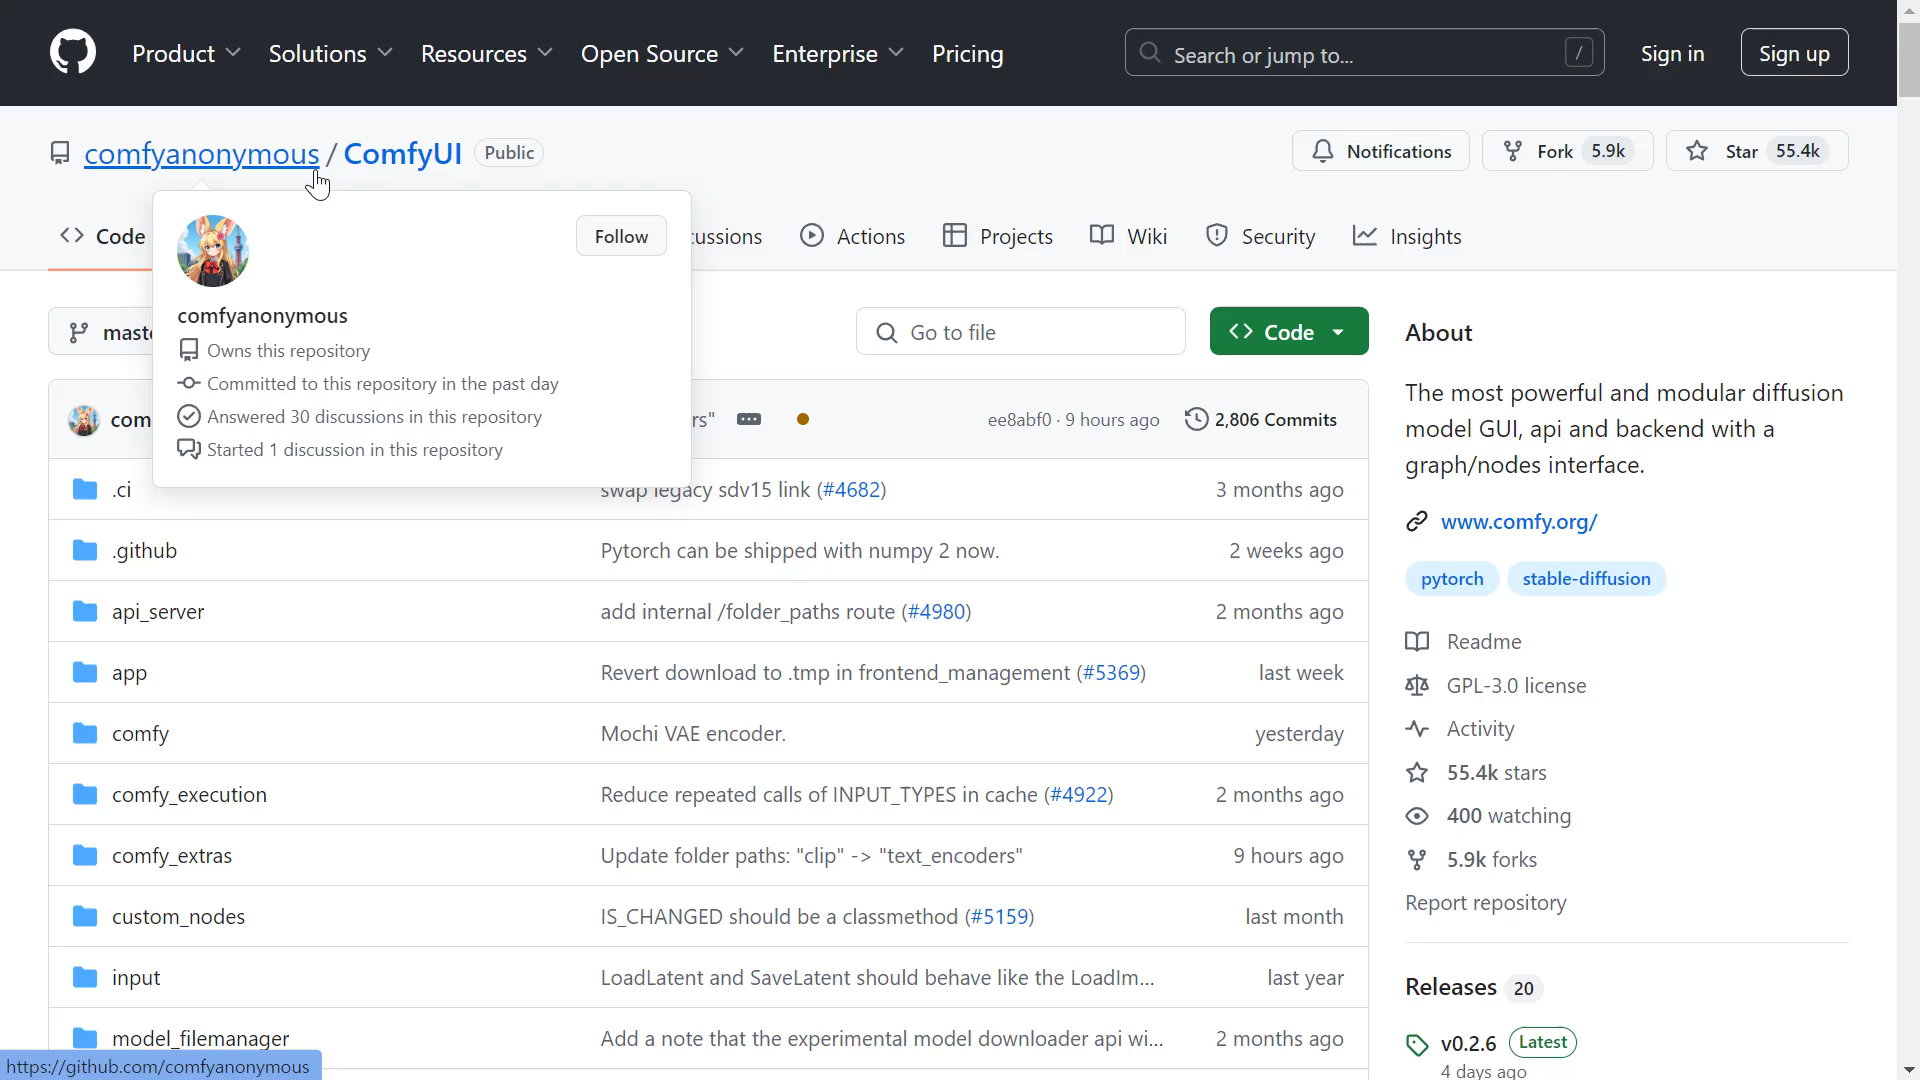 Product Solutions Resources Open Source Enterprise Pricing Search or jump to... / Sign in Sign up
comfyanonymous / ComfyUI Public Notifications Fork 5.9k Star 55.4k
Code cussions Actions Projects Wiki Security Insights
Follow
comfyanonymous
Owns this repository
Committed to this repository in the past day
Answered 30 discussions in this repository
Started 1 discussion in this repository
maste Go to file Code
com rs" ee8abf0 · 9 hours ago 2,806 Commits
.ci swap legacy sdv15 link (#4682) 3 months ago
.github Pytorch can be shipped with numpy 2 now. 2 weeks ago
api_server add internal /folder_paths route (#4980) 2 months ago
app Revert download to .tmp in frontend_management (#5369) last week
comfy Mochi VAE encoder. yesterday
comfy_execution Reduce repeated calls of INPUT_TYPES in cache (#4922) 2 months ago
comfy_extras Update folder paths: "clip" -> "text_encoders" 9 hours ago
custom_nodes IS_CHANGED should be a classmethod (#5159) last month
input LoadLatent and SaveLatent should behave like the LoadIm... last year
model_filemanager Add a note that the experimental model downloader api wi... 2 months ago
About
The most powerful and modular diffusion
model GUI, api and backend with a
graph/nodes interface.
www.comfy.org/
pytorch stable-diffusion
Readme
GPL-3.0 license
Activity
55.4k stars
400 watching
5.9k forks
Report repository
Releases 20
v0.2.6 Latest
4 days ago
https://github.com/comfyanonymous